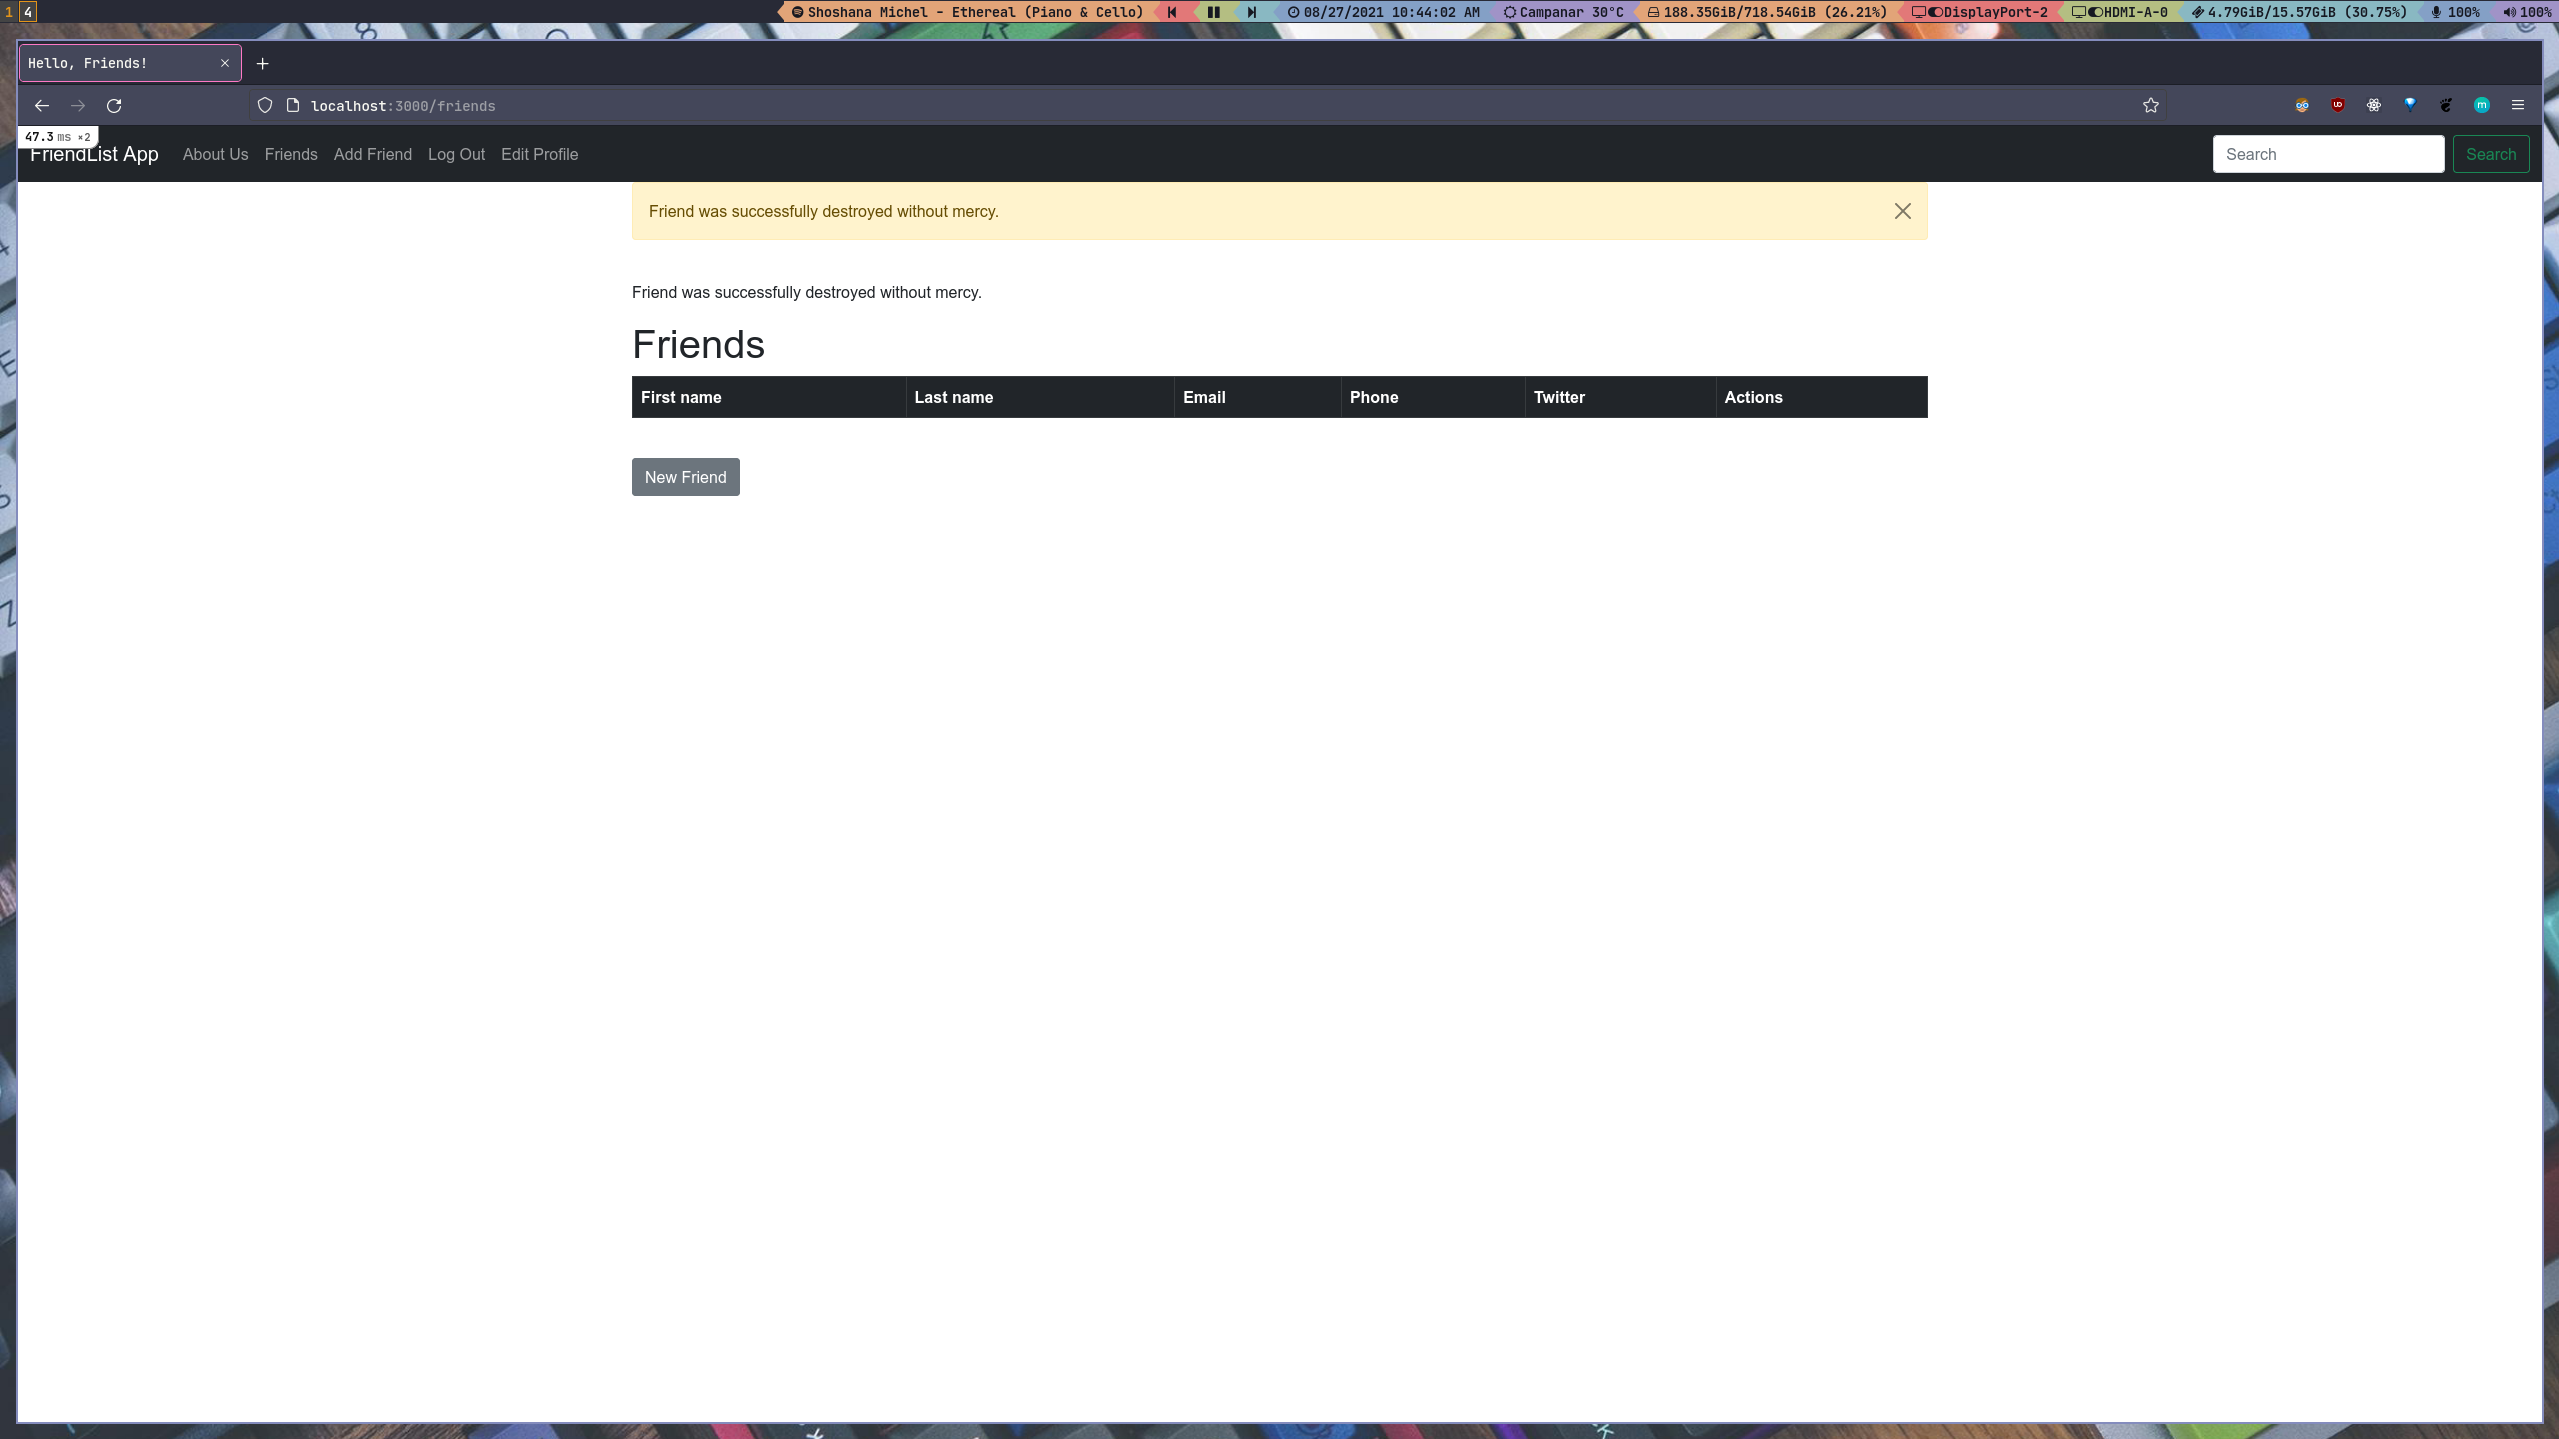 1 4 Shoshana Michel - Ethereal (Piano & Cello) 08/27/2021 10:44:02 AM Campanar 30°C 188.35GiB/718.54GiB (26.21%) DisplayPort-2 HDMI-A-0 4.79GiB/15.57GiB (30.75%) 100% 100%
Hello, Friends!
localhost:3000/friends
47.3 ms ×2
FriendList App About Us Friends Add Friend Log Out Edit Profile Search Search
Friend was successfully destroyed without mercy.
Friend was successfully destroyed without mercy.
Friends
First name Last name Email Phone Twitter Actions
New Friend